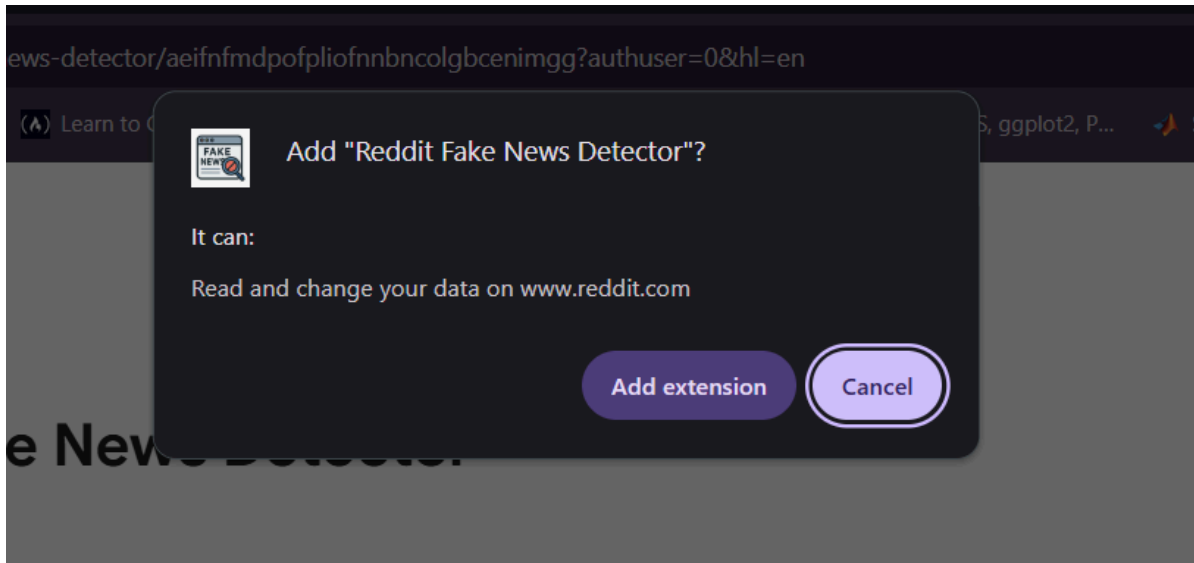 ews-detector/aeifnfmdpofpliofnnbncolgbcenimgg?authuser=0&hl=en
Learn to
S, ggplot2, P...
FAKE
NEWS
Add "Reddit Fake News Detector"?
It can:
Read and change your data on www.reddit.com
Add extension
Cancel
e News Detector